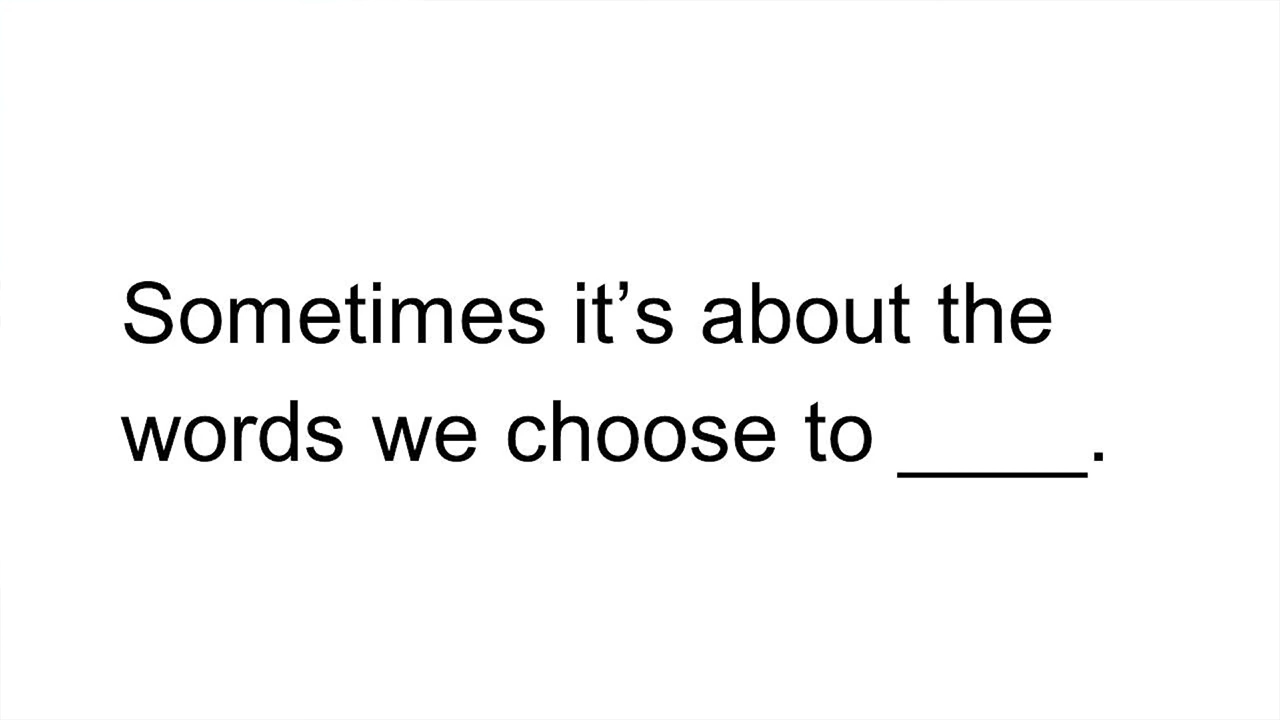 Sometimes it’s about the
words we choose to _____.